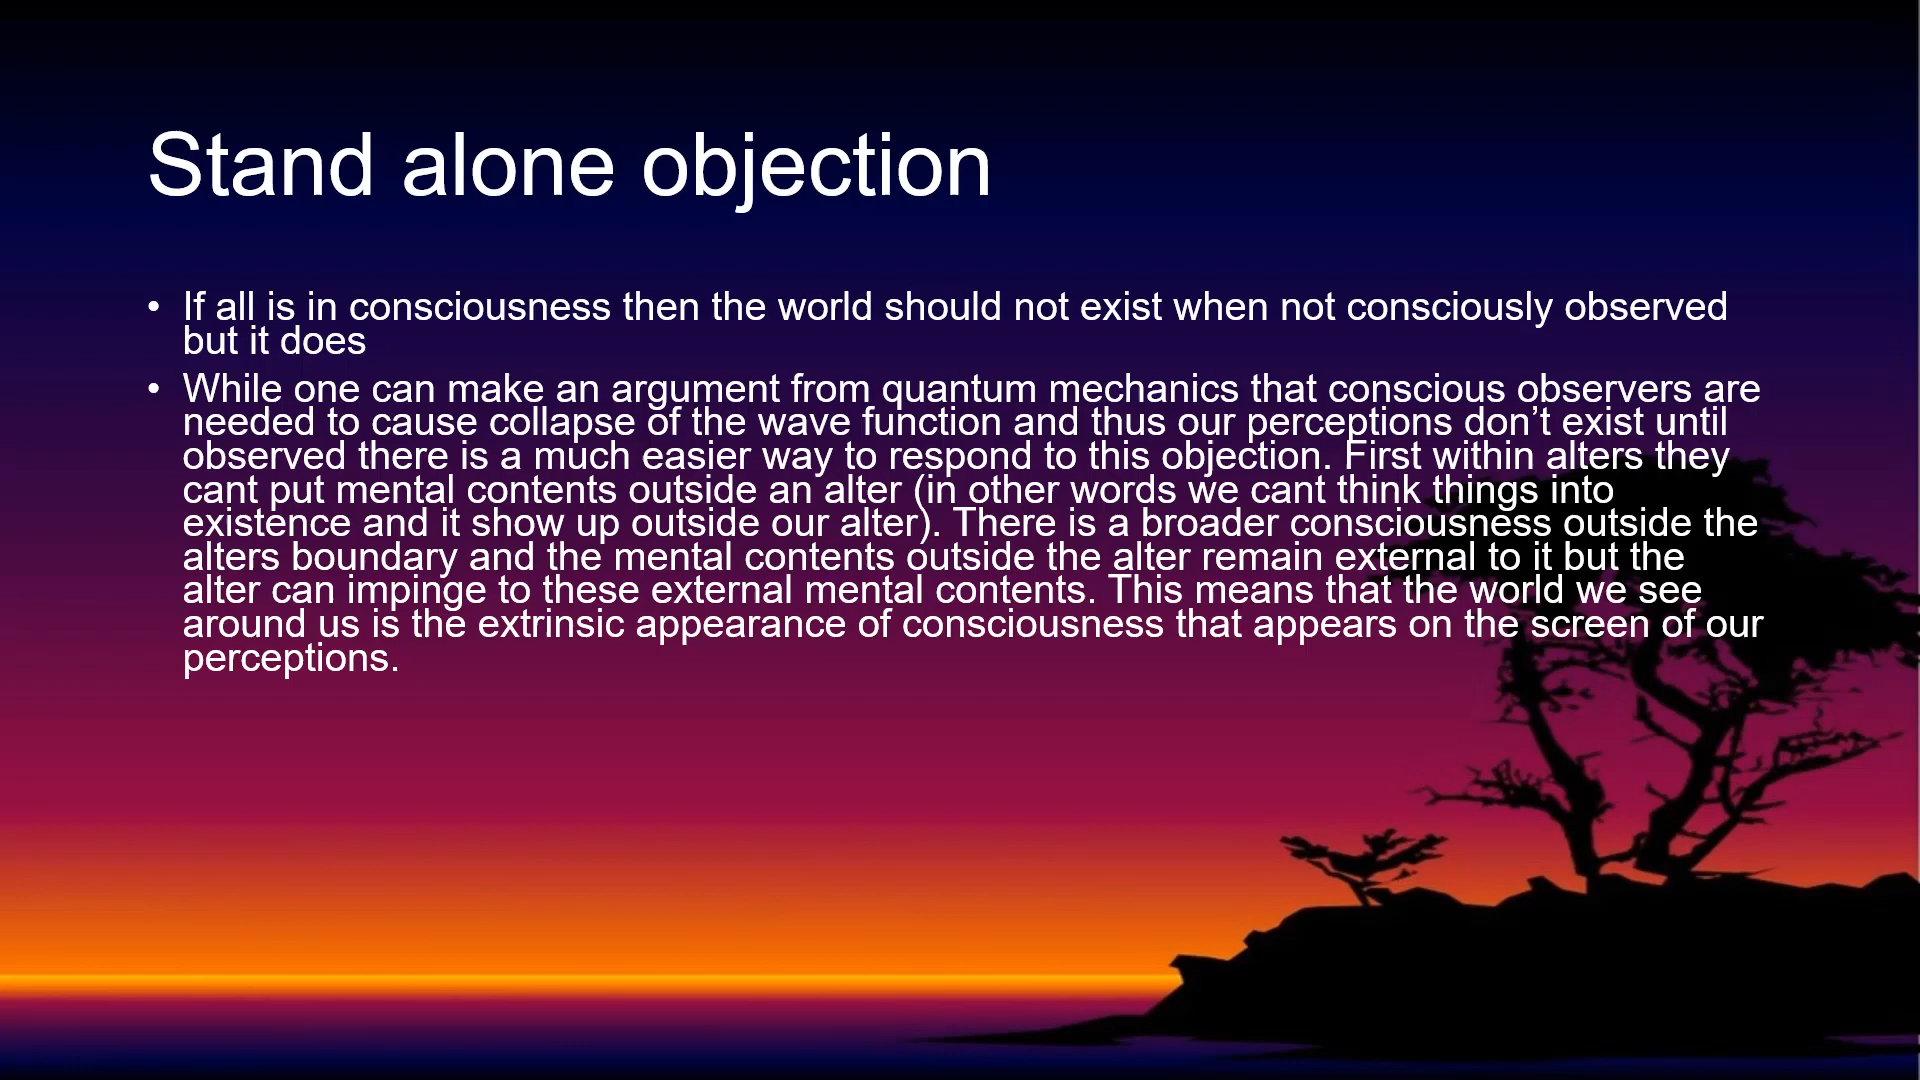 Stand alone objection
• If all is in consciousness then the world should not exist when not consciously observed
but it does
• While one can make an argument from quantum mechanics that conscious observers are
needed to cause collapse of the wave function and thus our perceptions don’t exist until
observed there is a much easier way to respond to this objection. First within alters they
cant put mental contents outside an alter (in other words we cant think things into
existence and it show up outside our alter). There is a broader consciousness outside the
alters boundary and the mental contents outside the alter remain external to it but the
alter can impinge to these external mental contents. This means that the world we see
around us is the extrinsic appearance of consciousness that appears on the screen of our
perceptions.